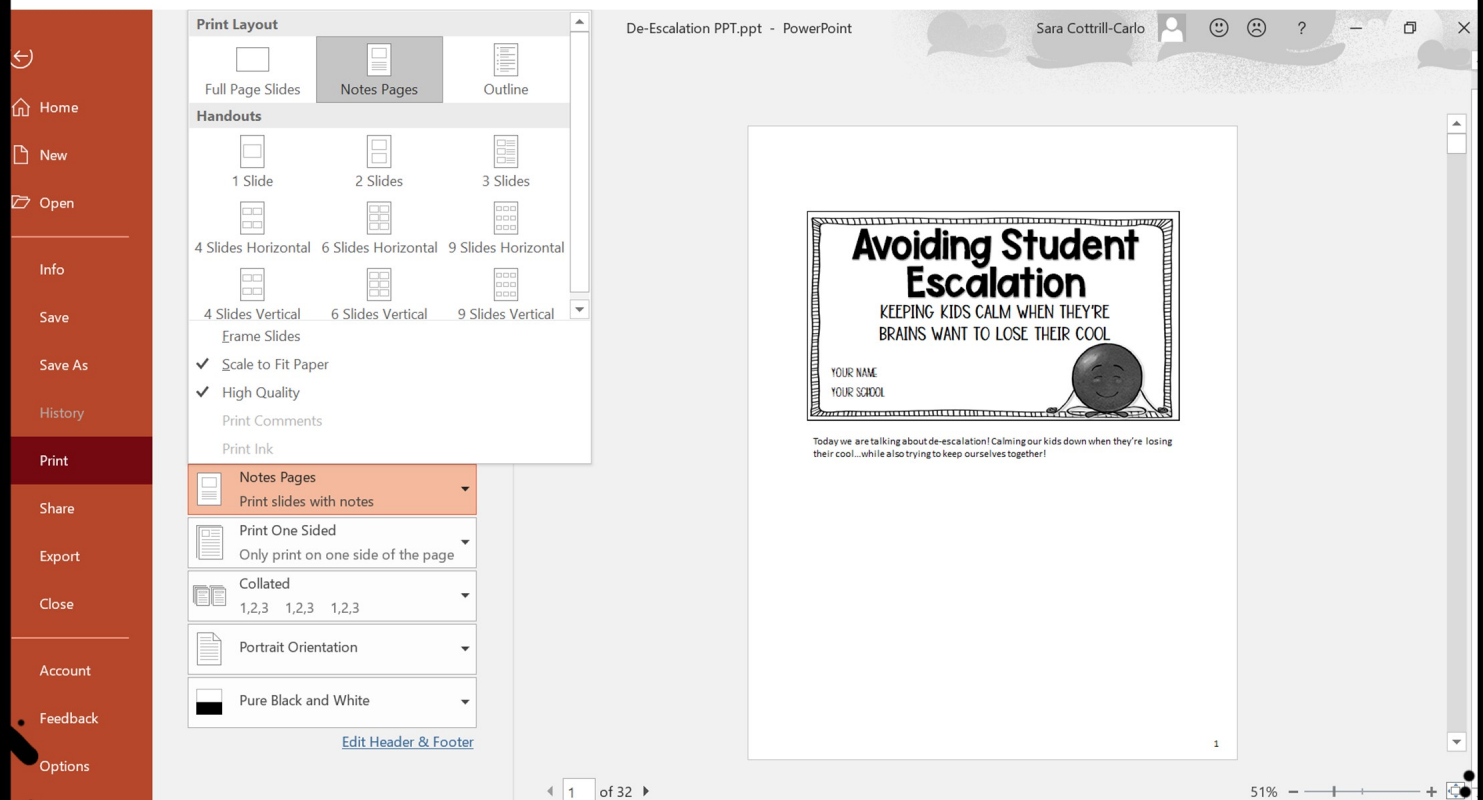 De-Escalation PPT.ppt - PowerPoint
Sara Cottrill-Carlo
?
Home
New
Open
Info
Save
Save As
History
Print
Share
Export
Close
Account
Feedback
Options
Print Layout
Full Page Slides Notes Pages Outline
Handouts
1 Slide 2 Slides 3 Slides
4 Slides Horizontal 6 Slides Horizontal 9 Slides Horizontal
4 Slides Vertical 6 Slides Vertical 9 Slides Vertical
Frame Slides
Scale to Fit Paper
High Quality
Print Comments
Print Ink
Notes Pages
Print slides with notes
Print One Sided
Only print on one side of the page
Collated
1,2,3 1,2,3 1,2,3
Portrait Orientation
Pure Black and White
Edit Header & Footer
Avoiding Student
Escalation
KEEPING KIDS CALM WHEN THEY'RE
BRAINS WANT TO LOSE THEIR COOL
YOUR NAME
YOUR SCHOOL
Today we are talking about de-escalation! Calming our kids down when they're losing
their cool...while also trying to keep ourselves together!
1
1 of 32
51%